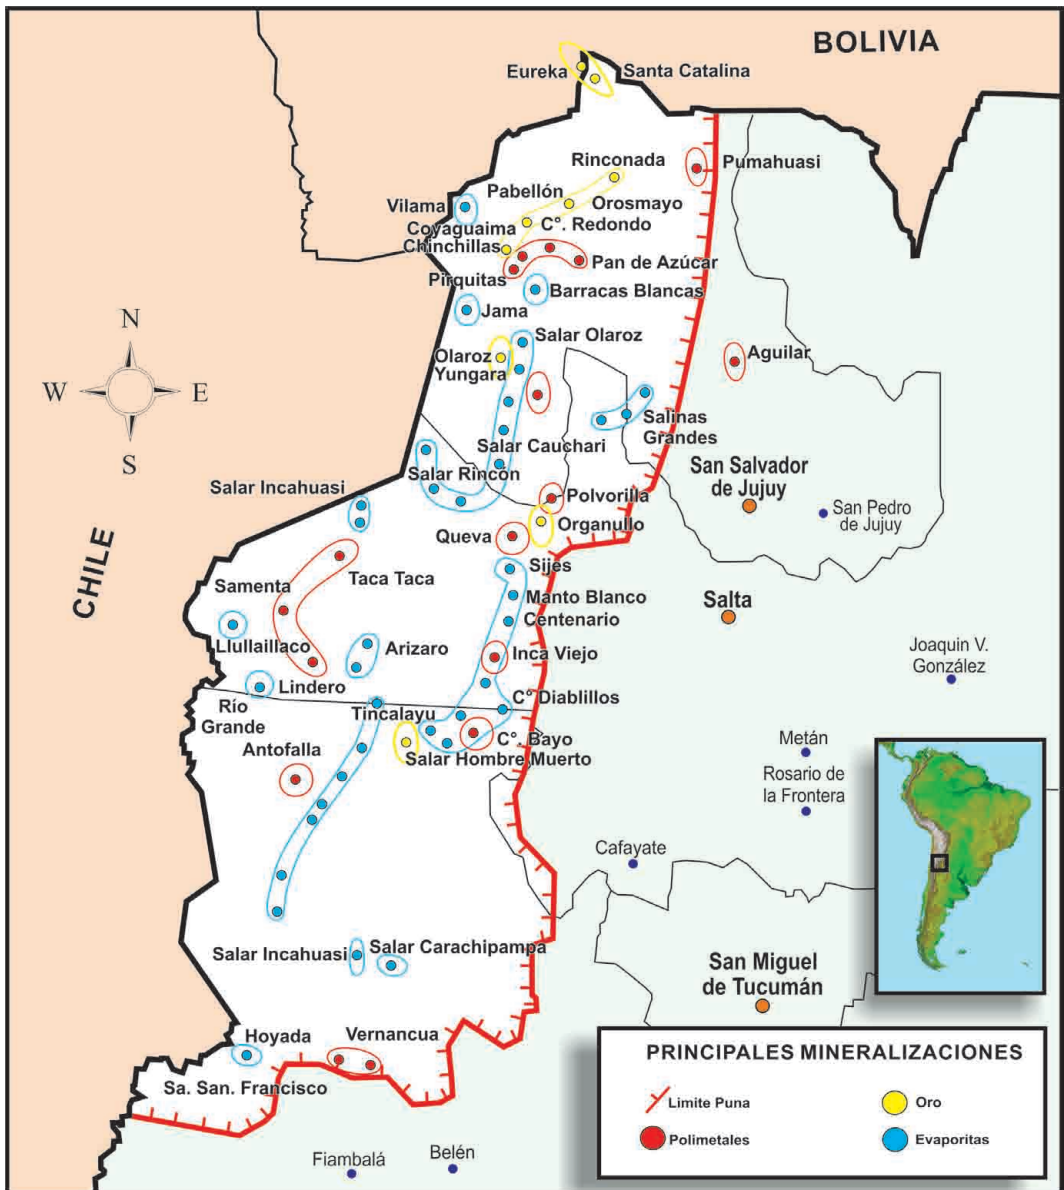 BOLIVIA
Eureka
Santa Catalina
Rinconada
Pumahuasi
Pabellón
Vilama
Orosmayo
Coyaguaima
C°. Redondo
Chinchillas
Pan de Azúcar
Pirquitas
Barracas Blancas
Jama
N
W
E
S
Salar Olaroz
Olaroz
Yungara
Aguilar
Salinas
Grandes
Salar Cauchari
Salar Rincón
San Salvador
de Jujuy
San Pedro
de Jujuy
Salar Incahuasi
Polvorilla
Organullo
Queva
CHILE
Taca Taca
Samenta
Sijes
Manto Blanco
Centenario
Salta
Llullaillaco
Arizaro
Inca Viejo
Joaquin V.
González
Lindero
C° Diablillos
Río
Grande
Tincalayu
Antofalla
C°. Bayo
Salar Hombre Muerto
Metán
Rosario de
la Frontera
Cafayate
Salar Incahuasi
Salar Carachipampa
San Miguel
de Tucumán
Hoyada
Vernancua
Sa. San. Francisco
Fiambalá
Belén
PRINCIPALES MINERALIZACIONES
Limite Puna
Oro
Polimetales
Evaporitas